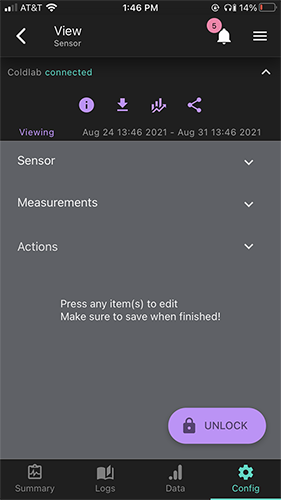 AT&T 1:46 PM 14%
View
Sensor
5
Coldlab connected
Viewing Aug 24 13:46 2021 - Aug 31 13:46 2021
Sensor
Measurements
Actions
Press any item(s) to edit
Make sure to save when finished!
UNLOCK
Summary Logs Data Config